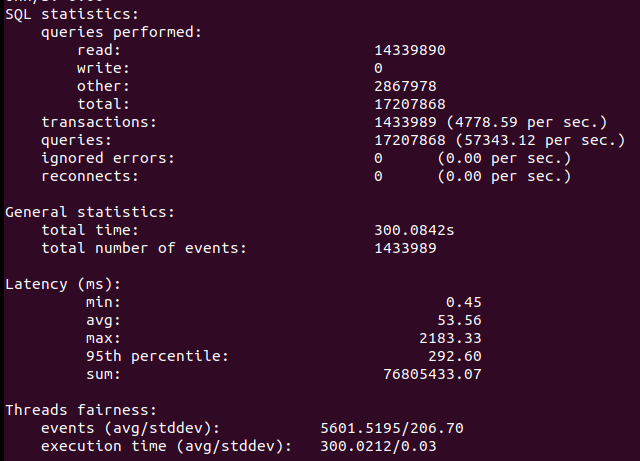 SQL statistics:
queries performed:
read: 14339890
write: 0
other: 2867978
total: 17207868
transactions: 1433989 (4778.59 per sec.)
queries: 17207868 (57343.12 per sec.)
ignored errors: 0 (0.00 per sec.)
reconnects: 0 (0.00 per sec.)
General statistics:
total time: 300.0842s
total number of events: 1433989
Latency (ms):
min: 0.45
avg: 53.56
max: 2183.33
95th percentile: 292.60
sum: 76805433.07
Threads fairness:
events (avg/stddev): 5601.5195/206.70
execution time (avg/stddev): 300.0212/0.03